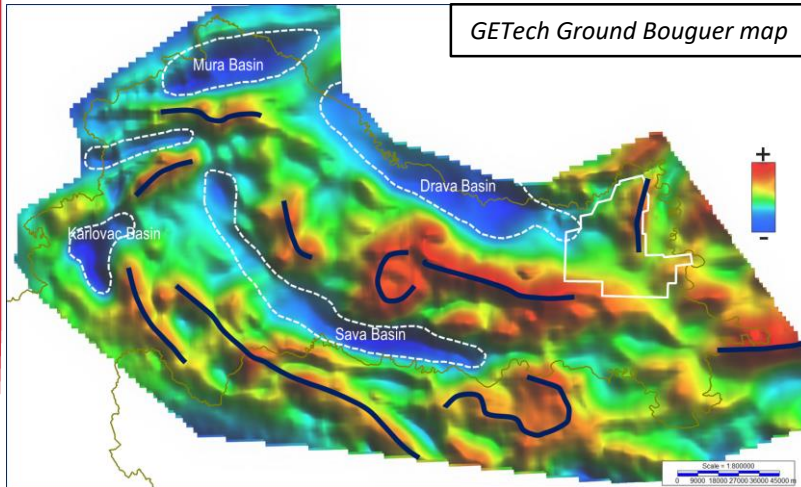 GETech Ground Bouguer map
Mura Basin
Drava Basin
Karlovac Basin
Sava Basin
+
-
Scale = 1:800000
0 9000 18000 27000 36000 45000 m